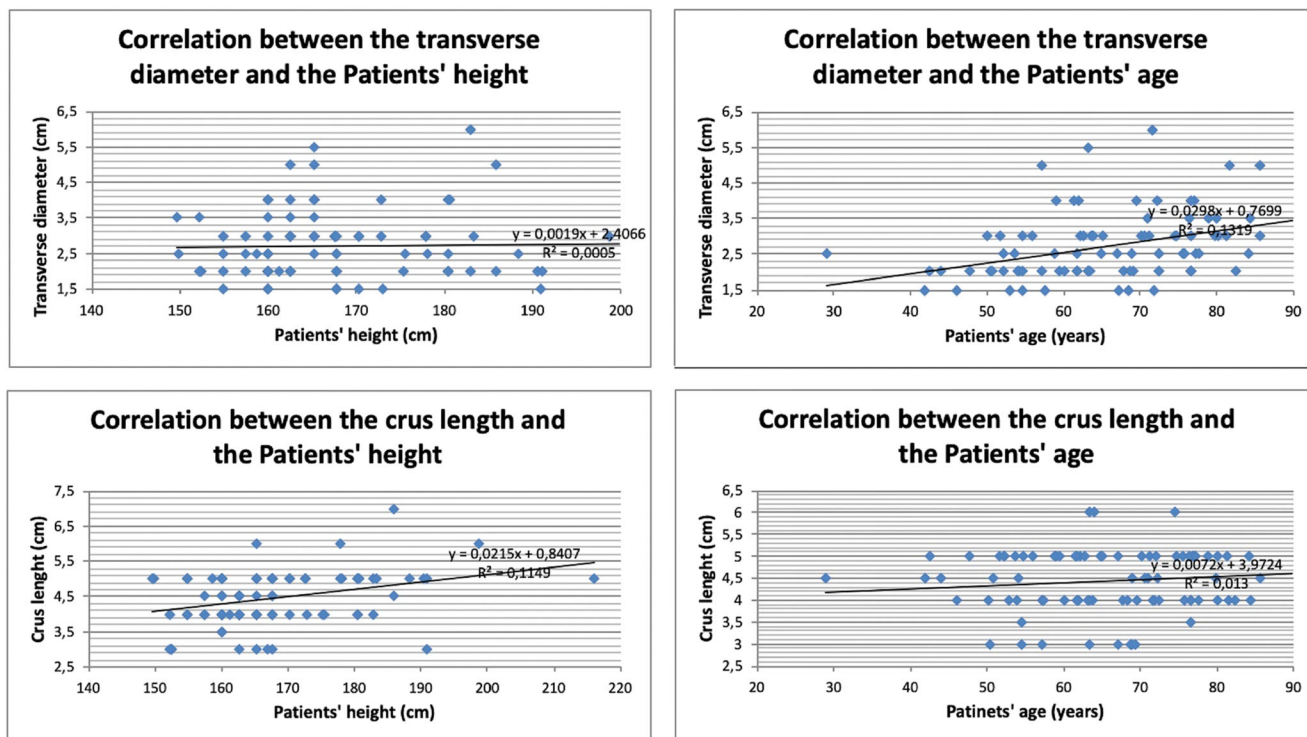 Correlation between the transverse
diameter and the Patients' height
Transverse diameter (cm)
6,5
5,5
4,5
3,5
2,5
1,5
y = 0,0019x + 2,4066
R² = 0,0005
140 150 160 170 180 190 200
Patients' height (cm)
Correlation between the transverse
diameter and the Patients' age
Transverse diameter (cm)
6,5
5,5
4,5
3,5
2,5
1,5
y = 0,0298x + 0,7699
R² = 0,1319
20 30 40 50 60 70 80 90
Patients' age (years)
Correlation between the crus length and
the Patients' height
Crus lenght (cm)
7,5
6,5
5,5
4,5
3,5
2,5
y = 0,0215x + 0,8407
R² = 0,1149
140 150 160 170 180 190 200 210 220
Patients' height (cm)
Correlation between the crus length and
the Patients' age
Crus lenght (cm)
6,5
6
5,5
5
4,5
4
3,5
3
2,5
y = 0,0072x + 3,9724
R² = 0,013
20 30 40 50 60 70 80 90
Patinets' age (years)